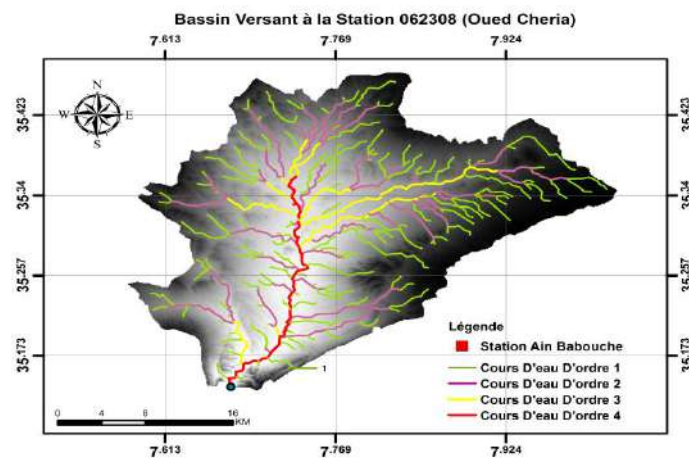 Bassin Versant à la Station 062308 (Oued Cheria)
7.613 7.769 7.924
35.423 35.423
N
W E
S
35.34 35.34
35.257 35.257
Légende
Station Ain Babouche
35.173 35.173
1
Cours D'eau D'ordre 1
Cours D'eau D'ordre 2
Cours D'eau D'ordre 3
Cours D'eau D'ordre 4
0 4 8 16
KM
7.613 7.769 7.924